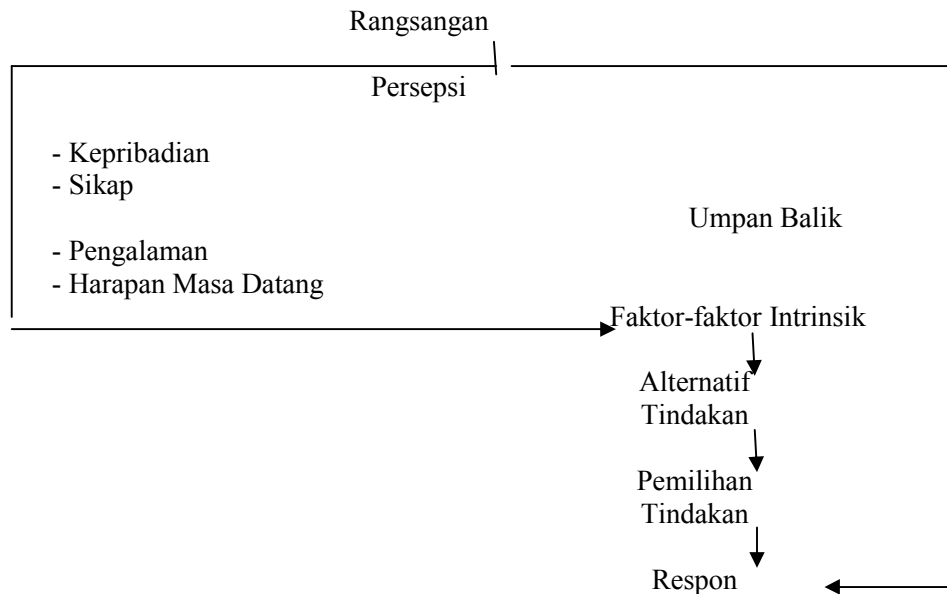 Rangsangan
Persepsi
- Kepribadian
- Sikap
Umpan Balik
- Pengalaman
- Harapan Masa Datang
Faktor-faktor Intrinsik
Alternatif
Tindakan
Pemilihan
Tindakan
Respon